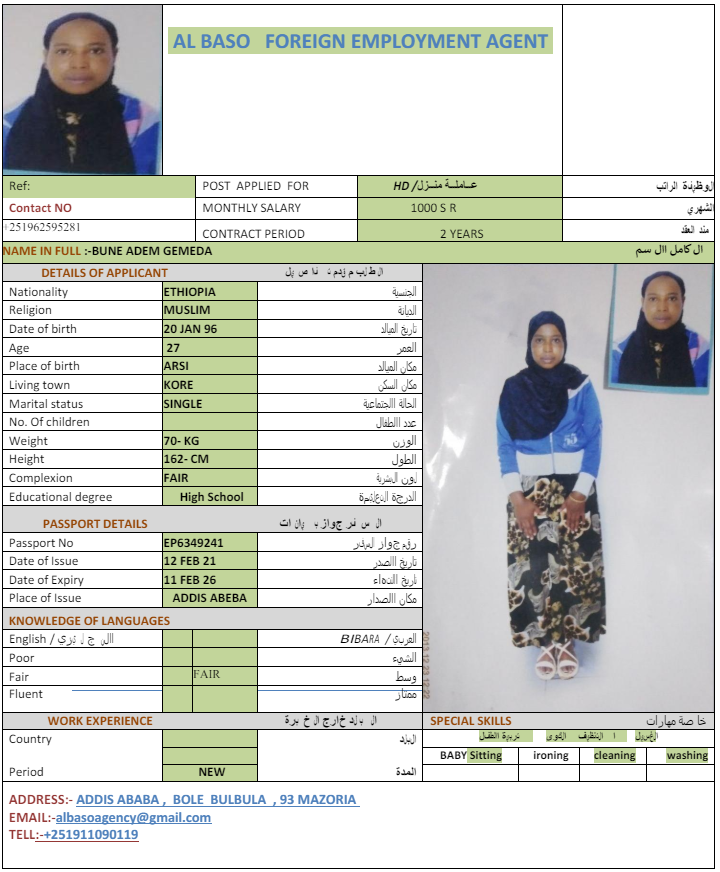 AL BASO FOREIGN EMPLOYMENT AGENT
Ref: POST APPLIED FOR HD/ عـاملـة منـزل الوظيفة الراتب
Contact NO MONTHLY SALARY 1000 S R الشهري
+251962595281 CONTRACT PERIOD 2 YEARS مند العقد
NAME IN FULL :-BUNE ADEM GEMEDA الكامل اال سم
DETAILS OF APPLICANT
Nationality ETHIOPIA الجنسية
Religion MUSLIM الديانة
Date of birth 20 JAN 96 تاريخ الميالد
Age 27 العمر
Place of birth ARSI مكان الميالد
Living town KORE مكان السكن
Marital status SINGLE الحالة االجتماعية
No. Of children عدد االطفال
Weight 70- KG الوزن
Height 162- CM الطول
Complexion FAIR لون البشرية
Educational degree High School الدرجة التعليمية
PASSPORT DETAILS
Passport No EP6349241 رقم جواز السفر
Date of Issue 12 FEB 21 تاريخ االصدر
Date of Expiry 11 FEB 26 تاريخ االنتهاء
Place of Issue ADDIS ABEBA مكان االصدار
KNOWLEDGE OF LANGUAGES
English / BIBARA / العربي
Poor الشيء
Fair FAIR وسط
Fluent ممتاز
WORK EXPERIENCE SPECIAL SKILLS خاصة مهارات
Country البلد
BABY Sitting ironing cleaning washing
Period NEW المدة
ADDRESS:- ADDIS ABABA , BOLE BULBULA , 93 MAZORIA
EMAIL:-albasoagency@gmail.com
TELL:-+251911090119